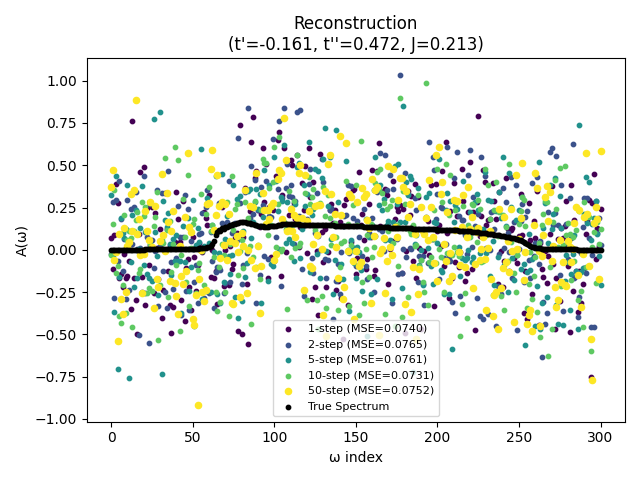 Reconstruction
(t'=-0.161, t''=0.472, J=0.213)
1.00
0.75
0.50
0.25
0.00
−0.25
−0.50
−0.75
−1.00
A(ω)
1-step (MSE=0.0740)
2-step (MSE=0.0765)
5-step (MSE=0.0761)
10-step (MSE=0.0731)
50-step (MSE=0.0752)
True Spectrum
0 50 100 150 200 250 300
ω index